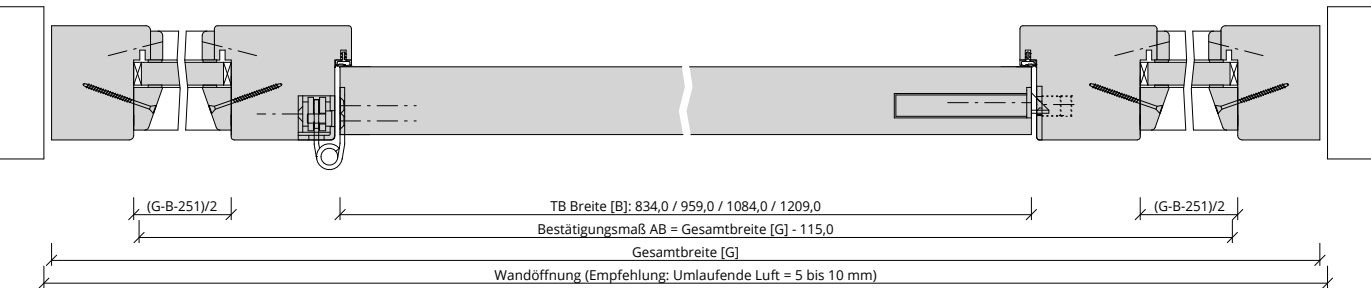 (G-B-251)/2 TB Breite [B]: 834,0 / 959,0 / 1084,0 / 1209,0 (G-B-251)/2
Bestätigungsmaß AB = Gesamtbreite [G] - 115,0
Gesamtbreite [G]
Wandöffnung (Empfehlung: Umlaufende Luft = 5 bis 10 mm)